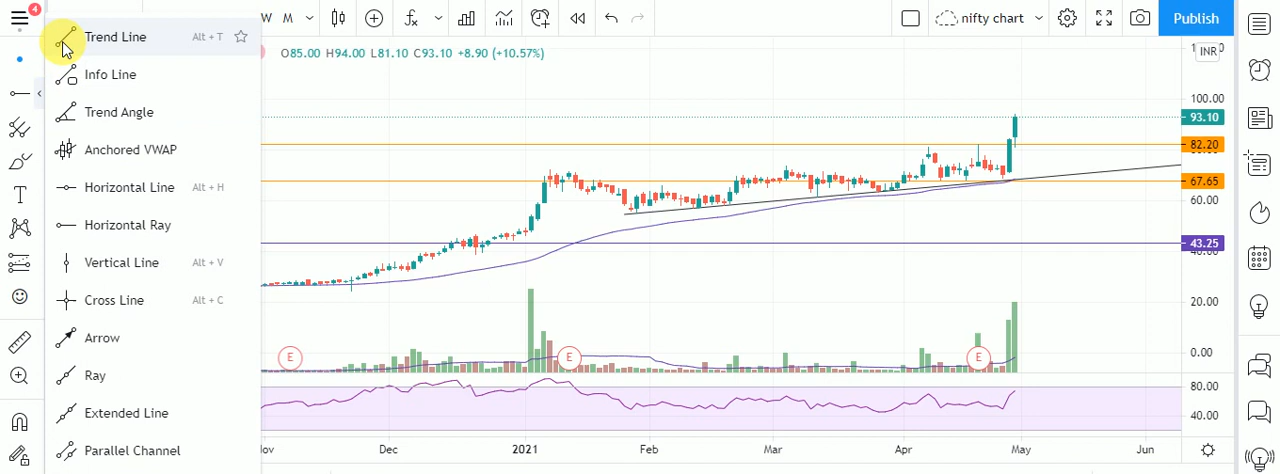 4
W M
nifty chart
Publish
Trend Line Alt + T
O85.00 H94.00 L81.10 C93.10 +8.90 (+10.57%)
INR
Info Line
100.00
Trend Angle
93.10
Anchored VWAP
82.20
Horizontal Line Alt + H
67.65
60.00
Horizontal Ray
43.25
Vertical Line Alt + V
Cross Line Alt + C
20.00
Arrow
E E E
0.00
Ray
80.00
Extended Line
40.00
Parallel Channel
Dec 2021 Feb Mar Apr May Jun